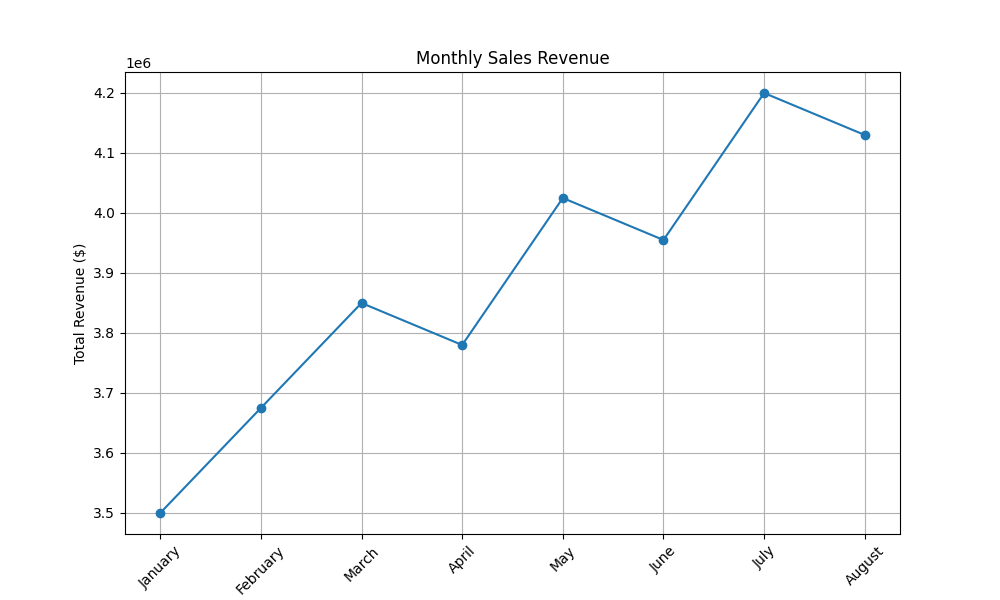 Monthly Sales Revenue
1e6
4.2
4.1
4.0
3.9
3.8
3.7
3.6
3.5
Total Revenue ($)
January
February
March
April
May
June
July
August